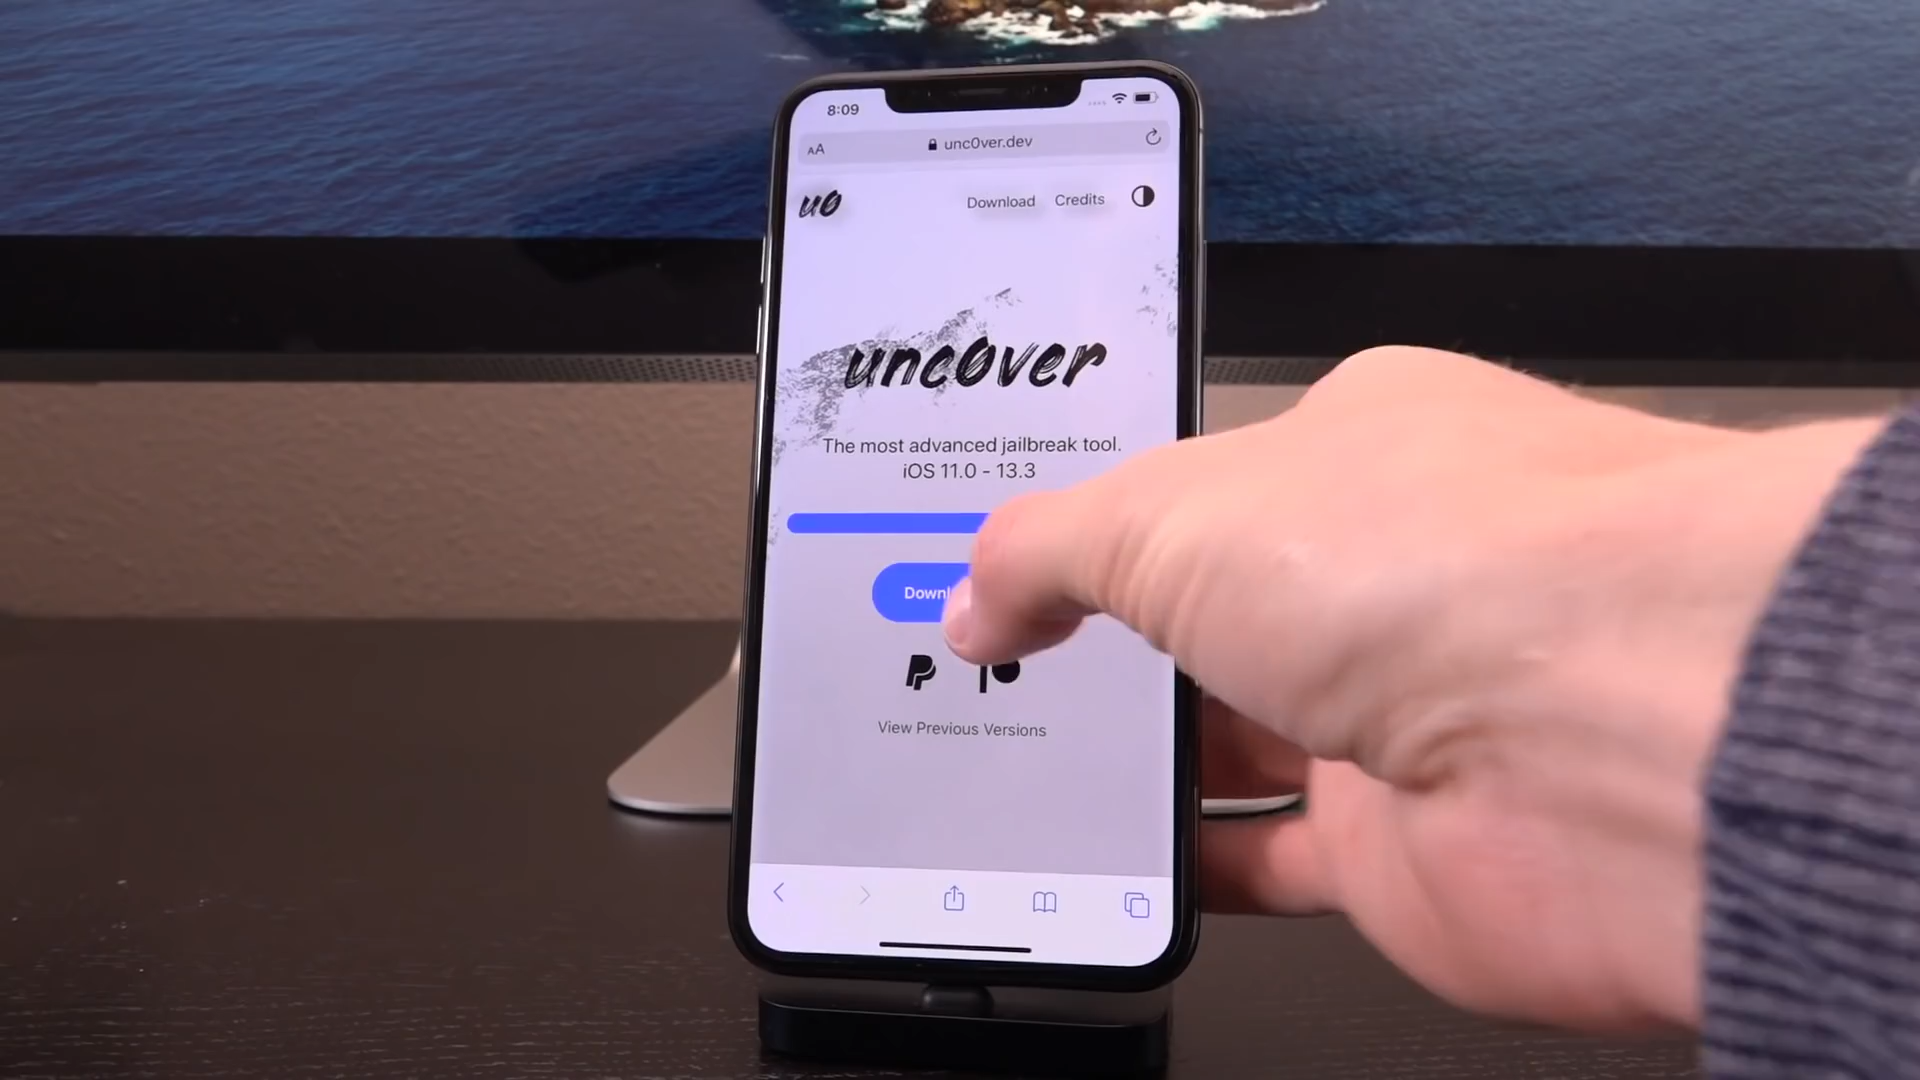 8:09
AA unc0ver.dev
u0 Download Credits
unc0ver
The most advanced jailbreak tool.
iOS 11.0 - 13.3
View Previous Versions